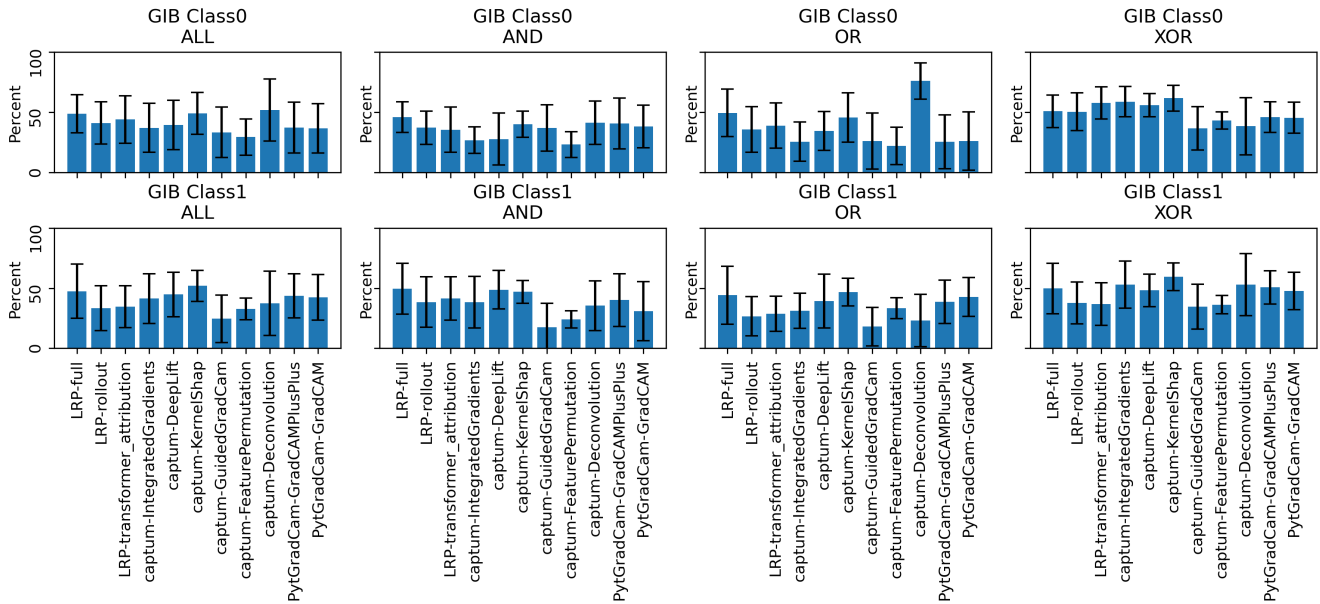 GIB Class0
ALL
GIB Class0
AND
GIB Class0
OR
GIB Class0
XOR
Percent
0
50
100
Percent
Percent
Percent
GIB Class1
ALL
GIB Class1
AND
GIB Class1
OR
GIB Class1
XOR
Percent
0
50
100
Percent
Percent
Percent
LRP-full
LRP-rollout
LRP-transformer_attribution
captum-IntegratedGradients
captum-DeepLift
captum-KernelShap
captum-GuidedGradCam
captum-FeaturePermutation
captum-Deconvolution
PytGradCam-GradCAMPlusPlus
PytGradCam-GradCAM
LRP-full
LRP-rollout
LRP-transformer_attribution
captum-IntegratedGradients
captum-DeepLift
captum-KernelShap
captum-GuidedGradCam
captum-FeaturePermutation
captum-Deconvolution
PytGradCam-GradCAMPlusPlus
PytGradCam-GradCAM
LRP-full
LRP-rollout
LRP-transformer_attribution
captum-IntegratedGradients
captum-DeepLift
captum-KernelShap
captum-GuidedGradCam
captum-FeaturePermutation
captum-Deconvolution
PytGradCam-GradCAMPlusPlus
PytGradCam-GradCAM
LRP-full
LRP-rollout
LRP-transformer_attribution
captum-IntegratedGradients
captum-DeepLift
captum-KernelShap
captum-GuidedGradCam
captum-FeaturePermutation
captum-Deconvolution
PytGradCam-GradCAMPlusPlus
PytGradCam-GradCAM